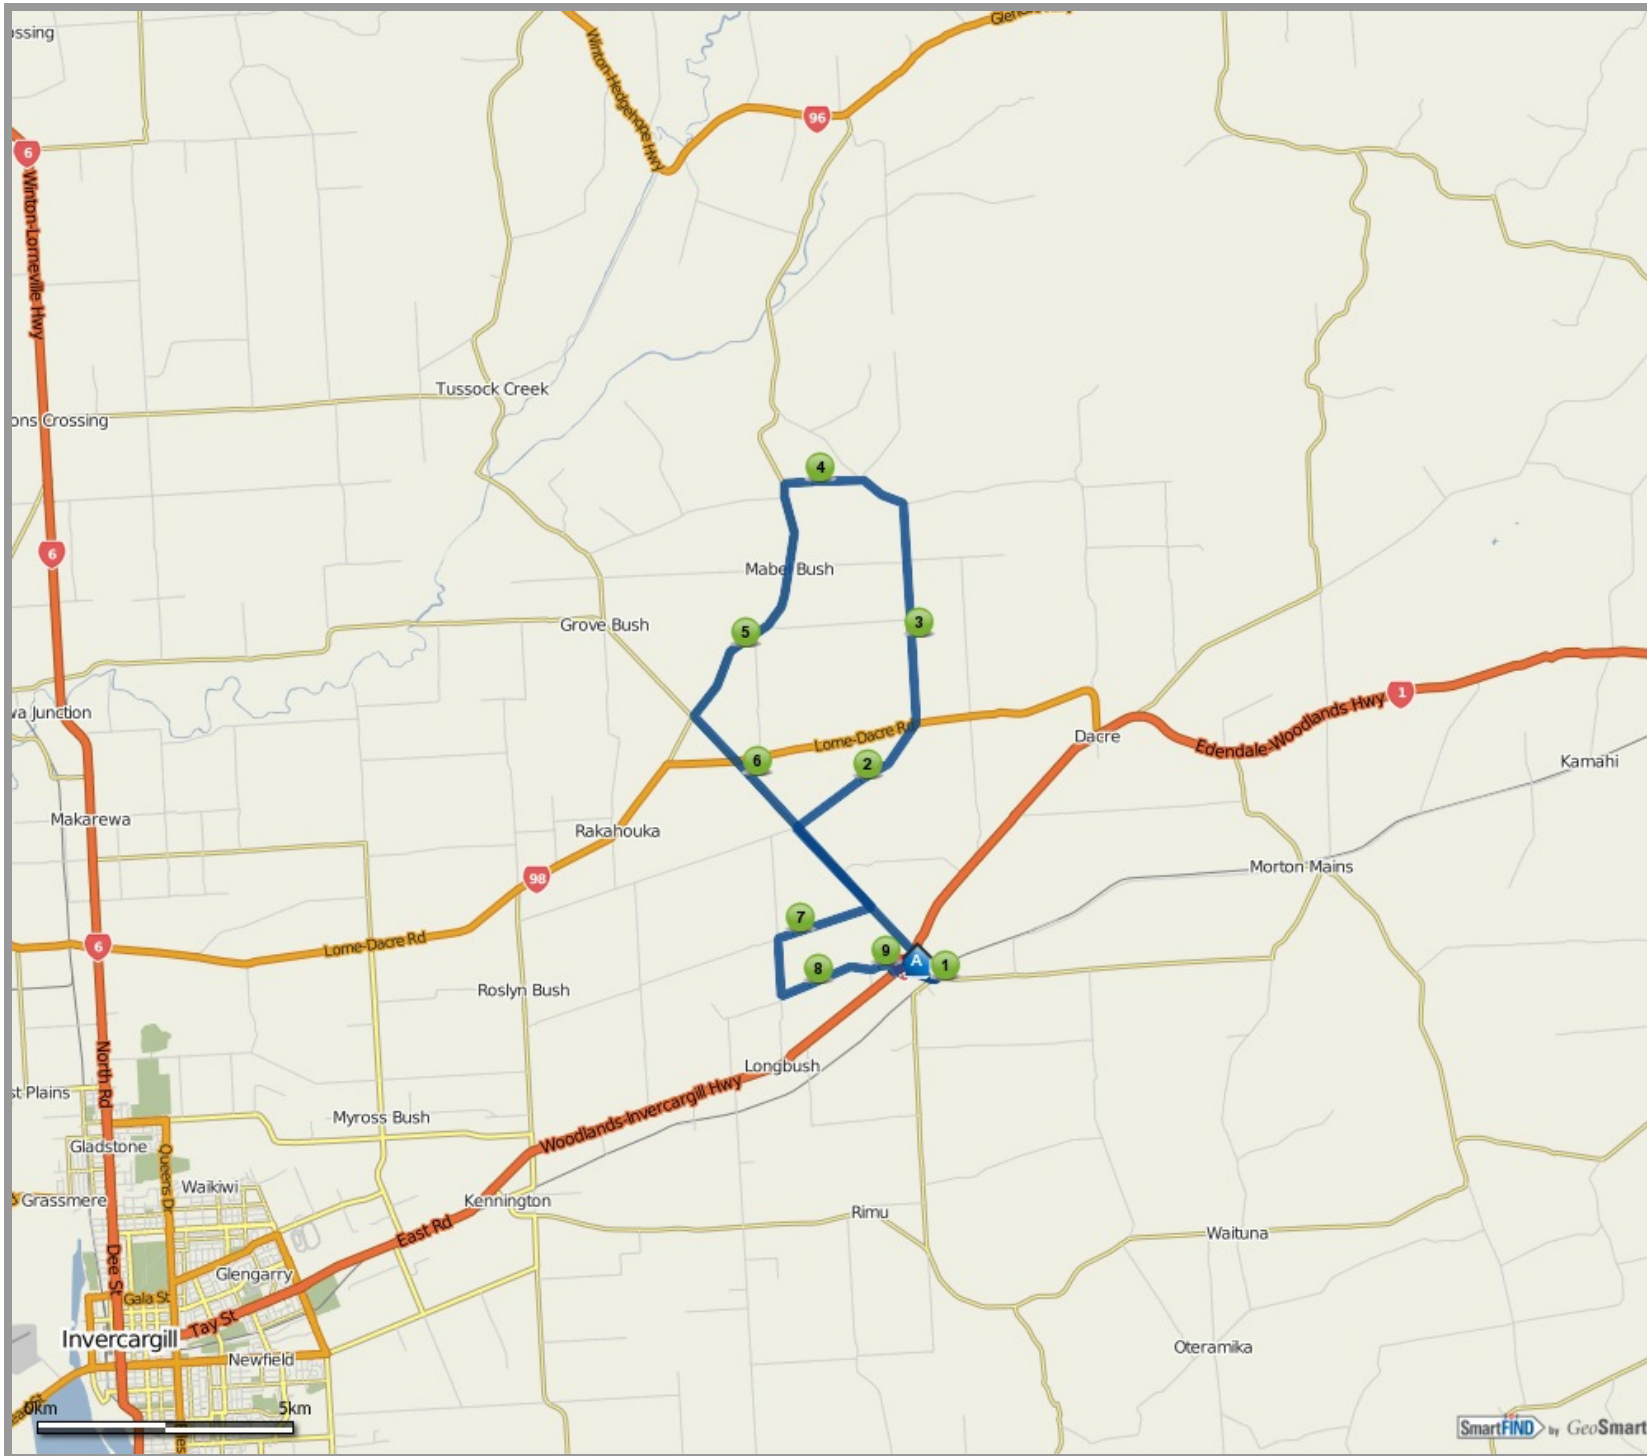 ssing
Winton-Hedgehope Hwy
96
6
Winton-Lorneville Hwy
Tussock Creek
ons Crossing
4
6
Mabel Bush
Grove Bush
5
3
1
Edendale-Woodlands Hwy
a Junction
Lorne-Dacre Rd
Dacre
6
2
Kamahi
Makarewa
Rakahouka
Morton Mains
98
7
6
Lorne-Dacre Rd
9
A
1
8
Roslyn Bush
North Rd
Longbush
st Plains
Woodlands-Invercargill Hwy
Myross Bush
Gladstone
Queens Dr
Waikiwi
Grassmere
Kennington
East Rd
Rimu
Waituna
Dee St
Glengarry
Gala St
Tay St
Invercargill
Oteramika
Newfield
0km
5km
SmartFIND by GeoSmart